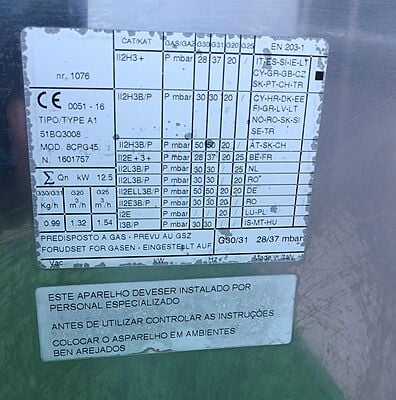 CAT/KAT GAS/GAZ G30 G31 G20 G25 EN 203-1
nr. 1076
II2H3+ P mbar 28 37 20 / IT-ES-SI-IE-LT
CY-GR-GB-CZ
SK-PT-CH-TR
CE 0051 - 16
II2H3B/P P mbar 30 30 20 / CY-HR-DK-EE
FI-GR-LV-LT
NO-RO-SK-SI
SE-TR
TIPO/TYPE A1
51BQ3008
MOD. 8CPG45
N. 1601757
II2H3B/P P mbar 50 50 20 / AT-SK-CH
II2E+3+ P mbar 28 37 20 25 BE-FR
II2L3B/P P mbar 30 30 / 25 NL
II2L3B/P P mbar 30 30 / 20 RO
II2ELL3B/P P mbar 50 50 20 20 DE
II2E3B/P P mbar 30 30 20 / RO
I2E P mbar / / 20 / LU-PL
I3B/P P mbar 30 30 / / IS-MT-HU
Σ Qn kW 12.5
G30/G31 G20 G25
Kg/h m³/h m³/h
0.99 1.32 1.54
PREDISPOSTO A GAS - PREVU AU GSZ
FORUDSET FOR GASEN - EINGESTELLT AUF G30/31 28/37 mbar
Vac kW Hz Made in Italy
ESTE APARELHO DEVESER INSTALADO POR
PERSONAL ESPECIALIZADO
ANTES DE UTILIZAR CONTROLAR AS INSTRUÇÕES
COLOCAR O ASPARELHO EM AMBIENTES
BEN AREJADOS